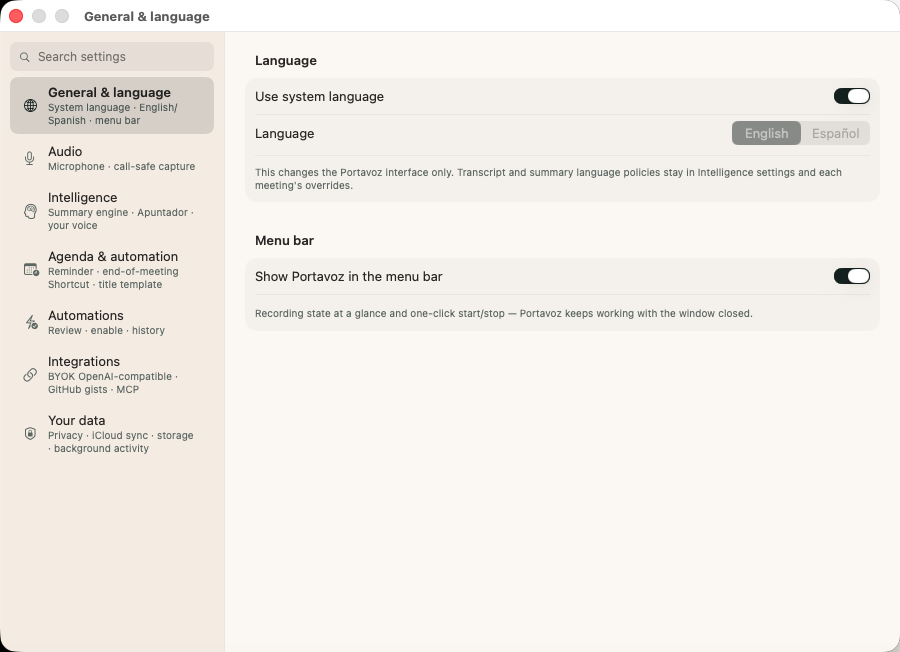 General & language
Search settings
General & language
System language · English/
Spanish · menu bar
Audio
Microphone · call-safe capture
Intelligence
Summary engine · Apuntador ·
your voice
Agenda & automation
Reminder · end-of-meeting
Shortcut · title template
Automations
Review · enable · history
Integrations
BYOK OpenAI-compatible ·
GitHub gists · MCP
Your data
Privacy · iCloud sync · storage
· background activity
Language
Use system language
Language
English
Español
This changes the Portavoz interface only. Transcript and summary language policies stay in Intelligence settings and each
meeting's overrides.
Menu bar
Show Portavoz in the menu bar
Recording state at a glance and one-click start/stop — Portavoz keeps working with the window closed.